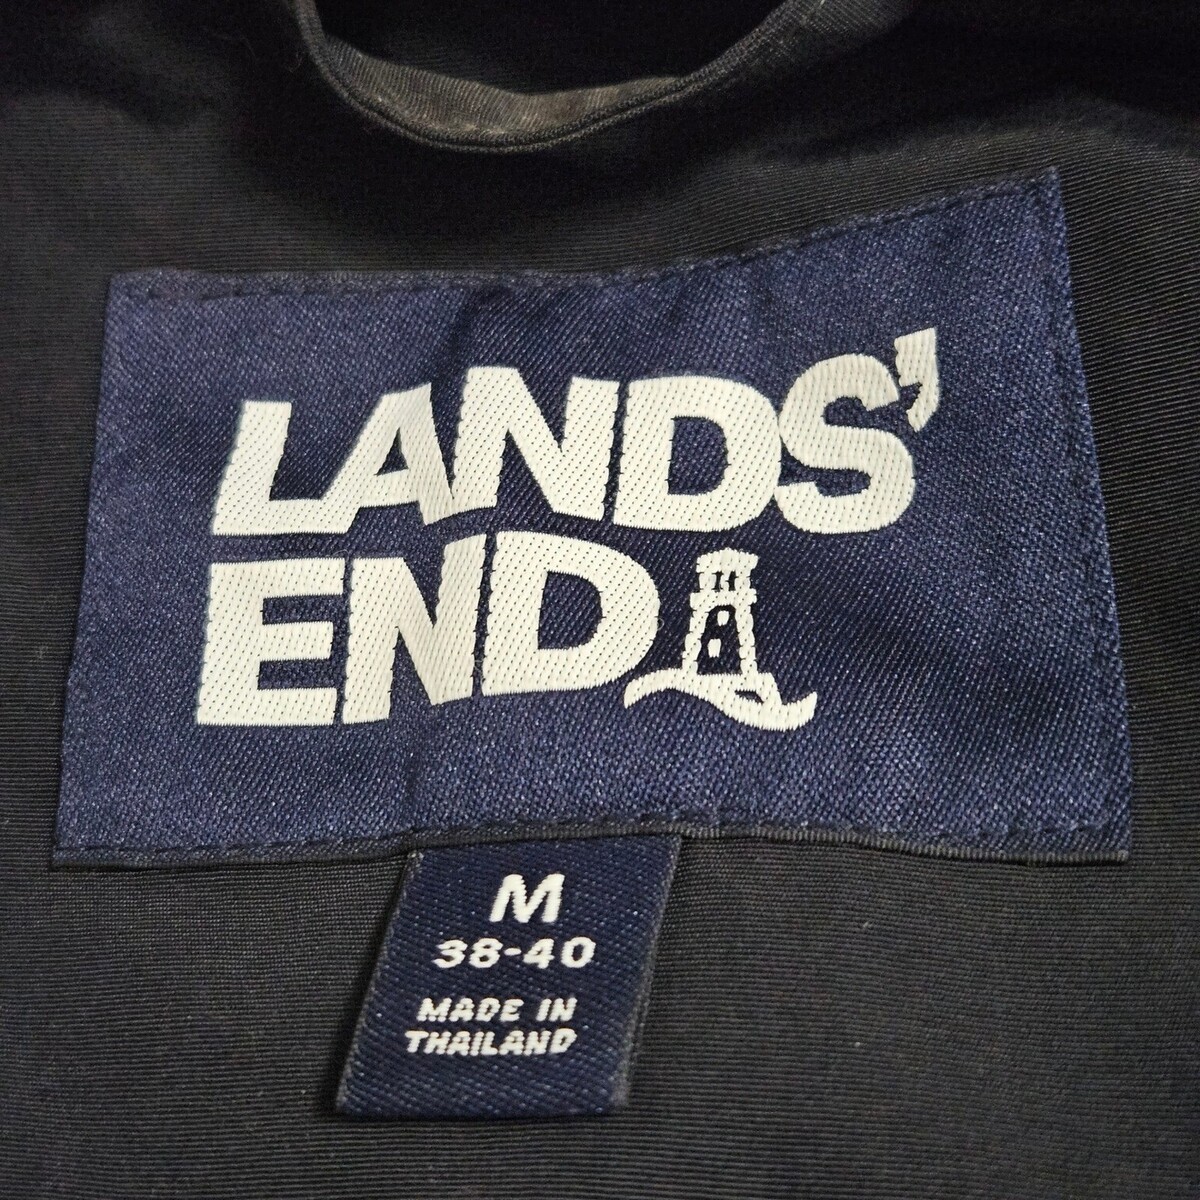 LANDS'
END
M
38-40
MADE IN
THAILAND